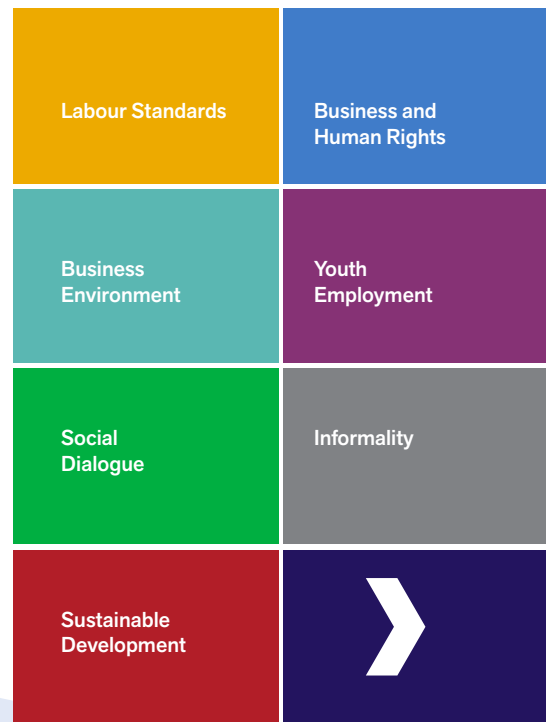 Labour Standards
Business and
Human Rights
Business
Environment
Youth
Employment
Social
Dialogue
Informality
Sustainable
Development